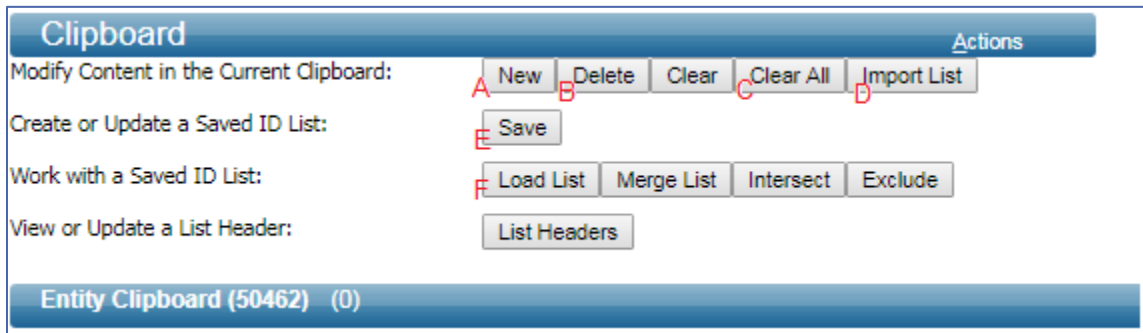 Clipboard Actions
Modify Content in the Current Clipboard: A New B Delete Clear C Clear All D Import List
Create or Update a Saved ID List: E Save
Work with a Saved ID List: F Load List Merge List Intersect Exclude
View or Update a List Header: List Headers
Entity Clipboard (50462) (0)